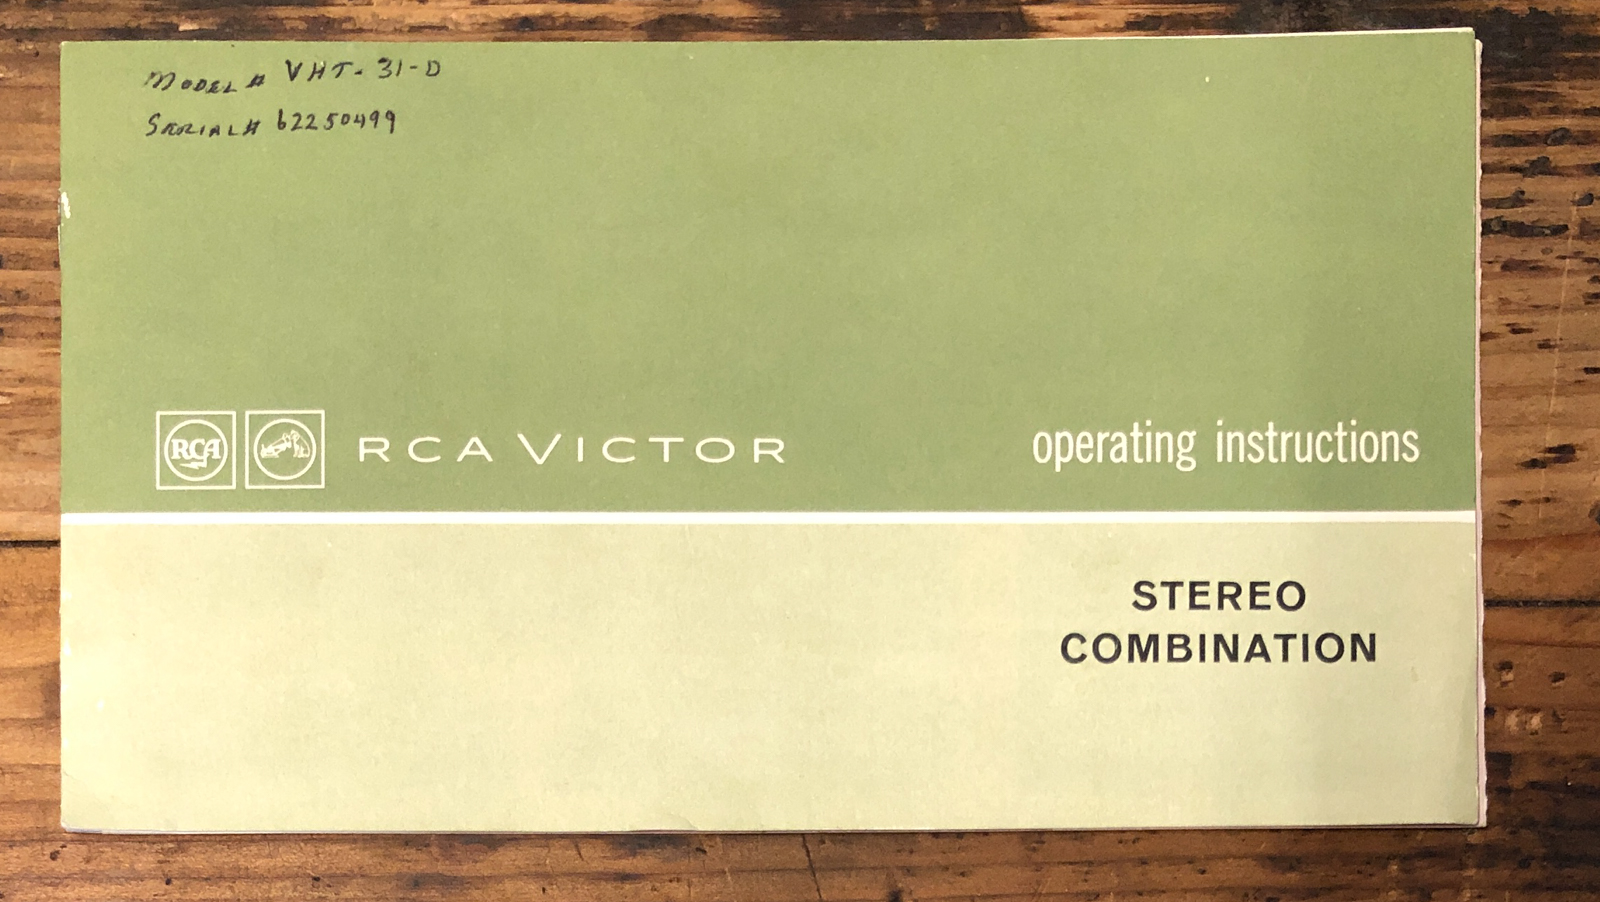 MODEL # VHT-31-D
SERIAL# 62250499
RCA RCA VICTOR operating instructions
STEREO
COMBINATION